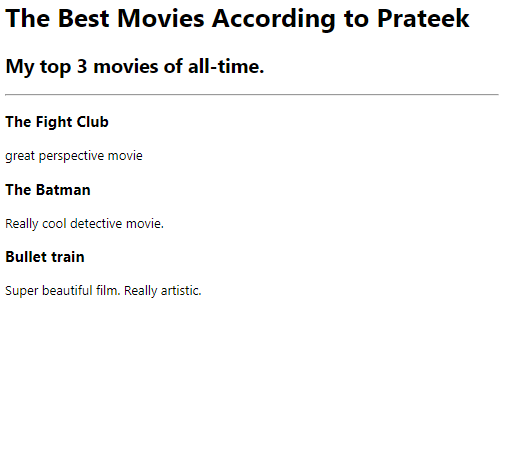 The Best Movies According to Prateek
My top 3 movies of all-time.
The Fight Club
great perspective movie
The Batman
Really cool detective movie.
Bullet train
Super beautiful film. Really artistic.